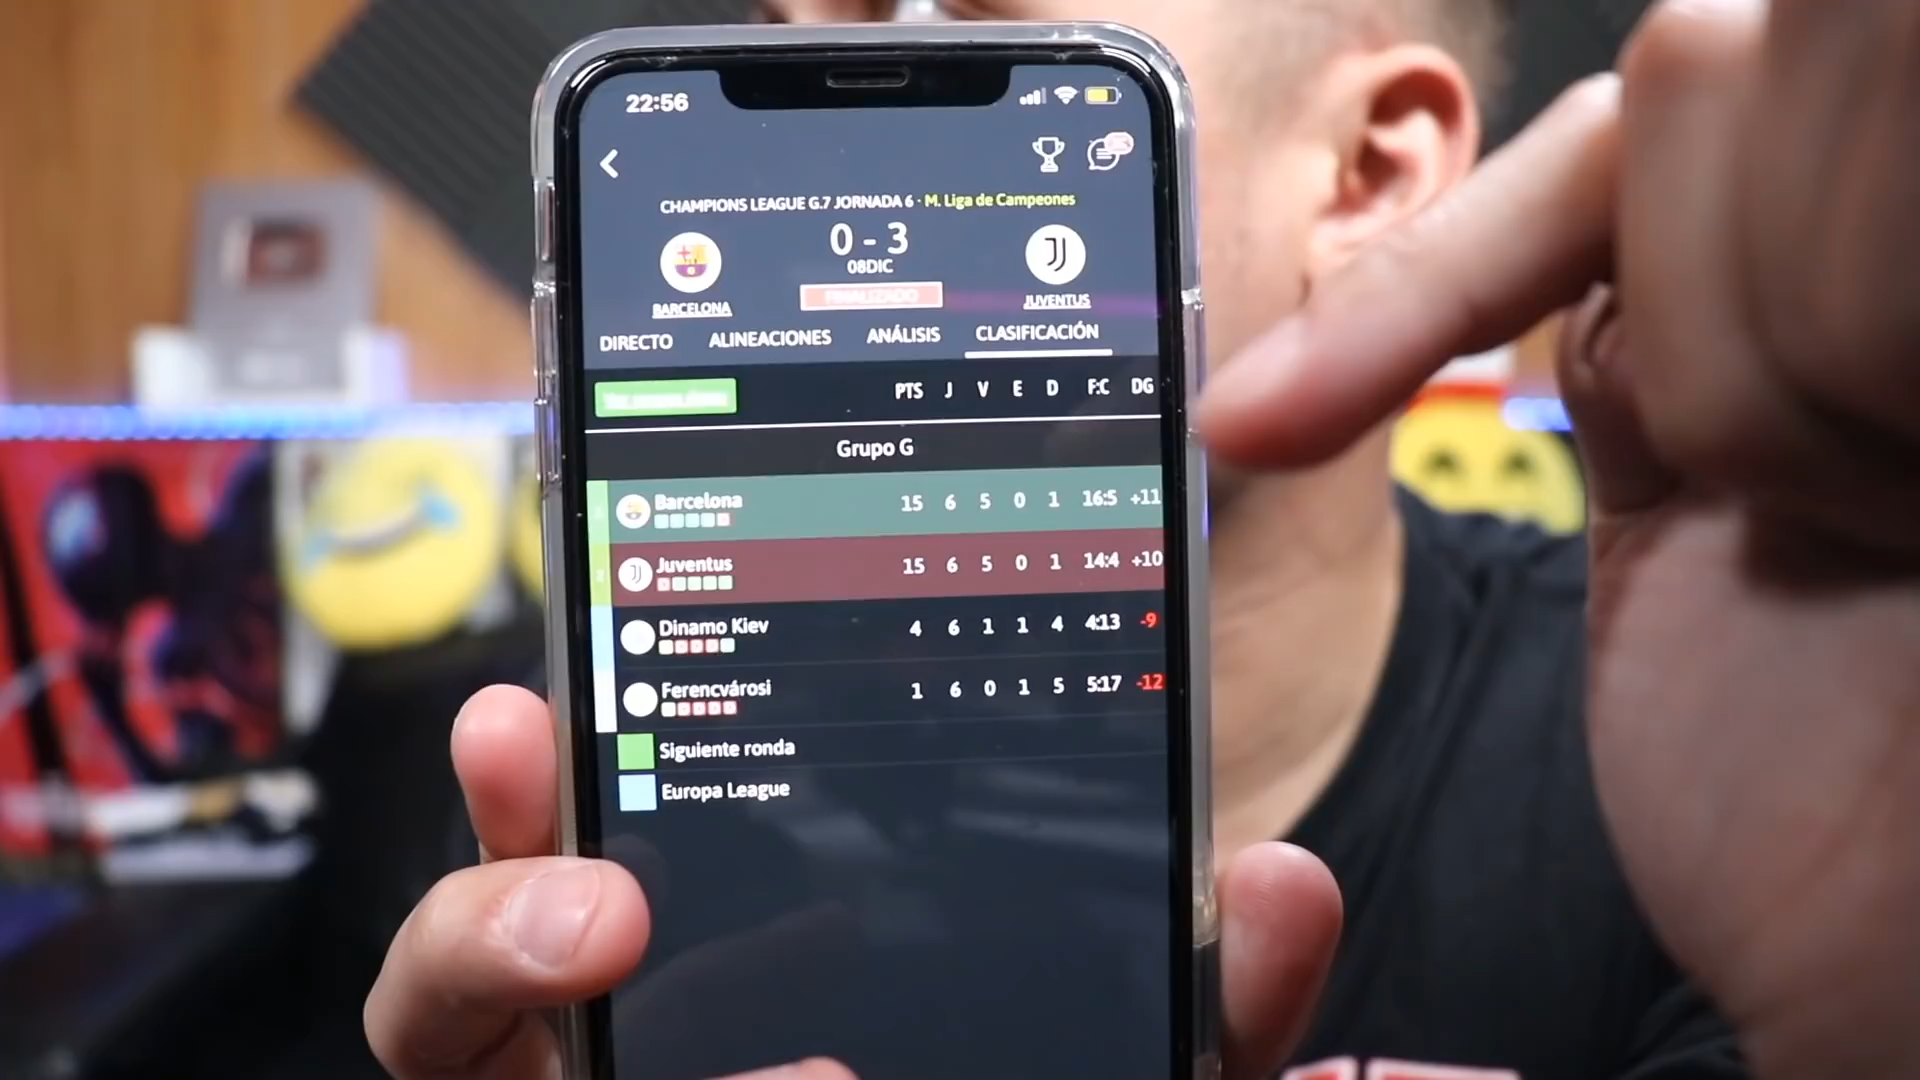 22:56
CHAMPIONS LEAGUE G.7 JORNADA 6 · M. Liga de Campeones
0 - 3
08DIC
FINALIZADO
BARCELONA
JUVENTUS
DIRECTO ALINEACIONES ANÁLISIS CLASIFICACIÓN
PTS J V E D F:C DG
Grupo G
Barcelona 15 6 5 0 1 16:5 +11
Juventus 15 6 5 0 1 14:4 +10
Dinamo Kiev 4 6 1 1 4 4:13 -9
Ferencvárosi 1 6 0 1 5 5:17 -12
Siguiente ronda
Europa League